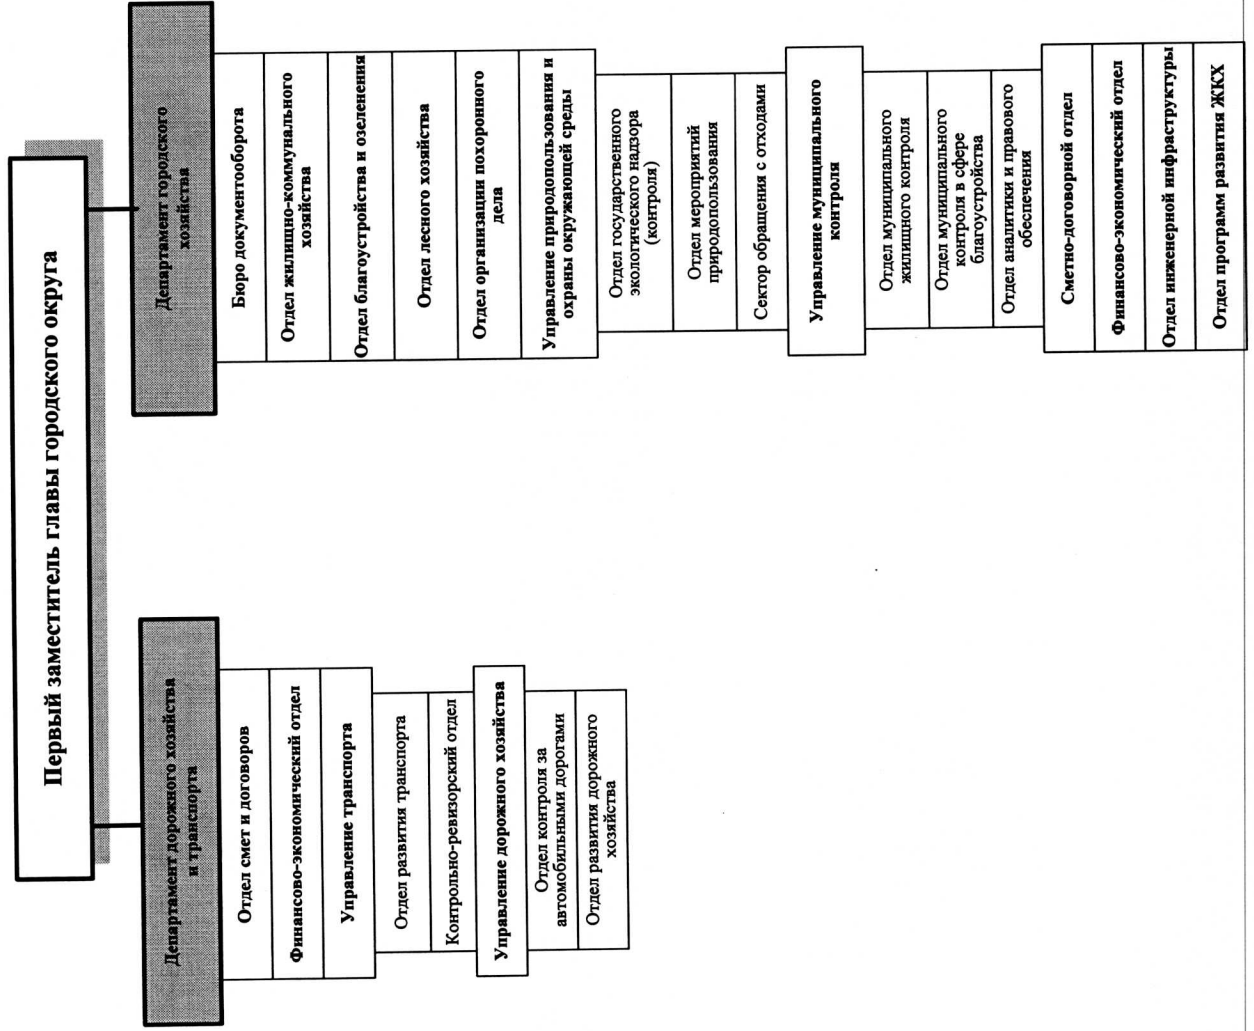 Первый заместитель главы городского округа
Департамент дорожного хозяйства
и транспорта
Отдел смет и договоров
Финансово-экономический отдел
Управление транспорта
Отдел развития транспорта
Контрольно-ревизорский отдел
Управление дорожного хозяйства
Отдел контроля за
автомобильными дорогами
Отдел развития дорожного
хозяйства
Департамент городского
хозяйства
Бюро документооборота
Отдел жилищно-коммунального
хозяйства
Отдел благоустройства и озеленения
Отдел лесного хозяйства
Отдел организации похоронного
дела
Управление природопользования и
охраны окружающей среды
Отдел государственного
экологического надзора
(контроля)
Отдел мероприятий
природопользования
Сектор обращения с отходами
Управление муниципального
контроля
Отдел муниципального
жилищного контроля
Отдел муниципального
контроля в сфере
благоустройства
Отдел аналитики и правового
обеспечения
Сметно-договорной отдел
Финансово-экономический отдел
Отдел инженерной инфраструктуры
Отдел программ развития ЖКХ